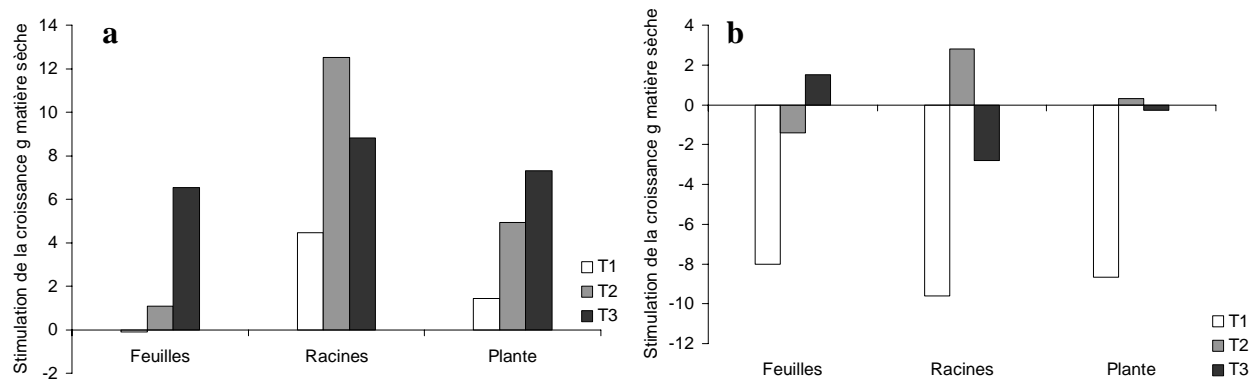 a
Stimulation de la croissance g matière sèche
14
12
10
8
6
4
2
0
-2
Feuilles
Racines
Plante
T1
T2
T3
b
Stimulation de la croissance g matière sèche
4
2
0
-2
-4
-6
-8
-10
-12
Feuilles
Racines
Plante
T1
T2
T3